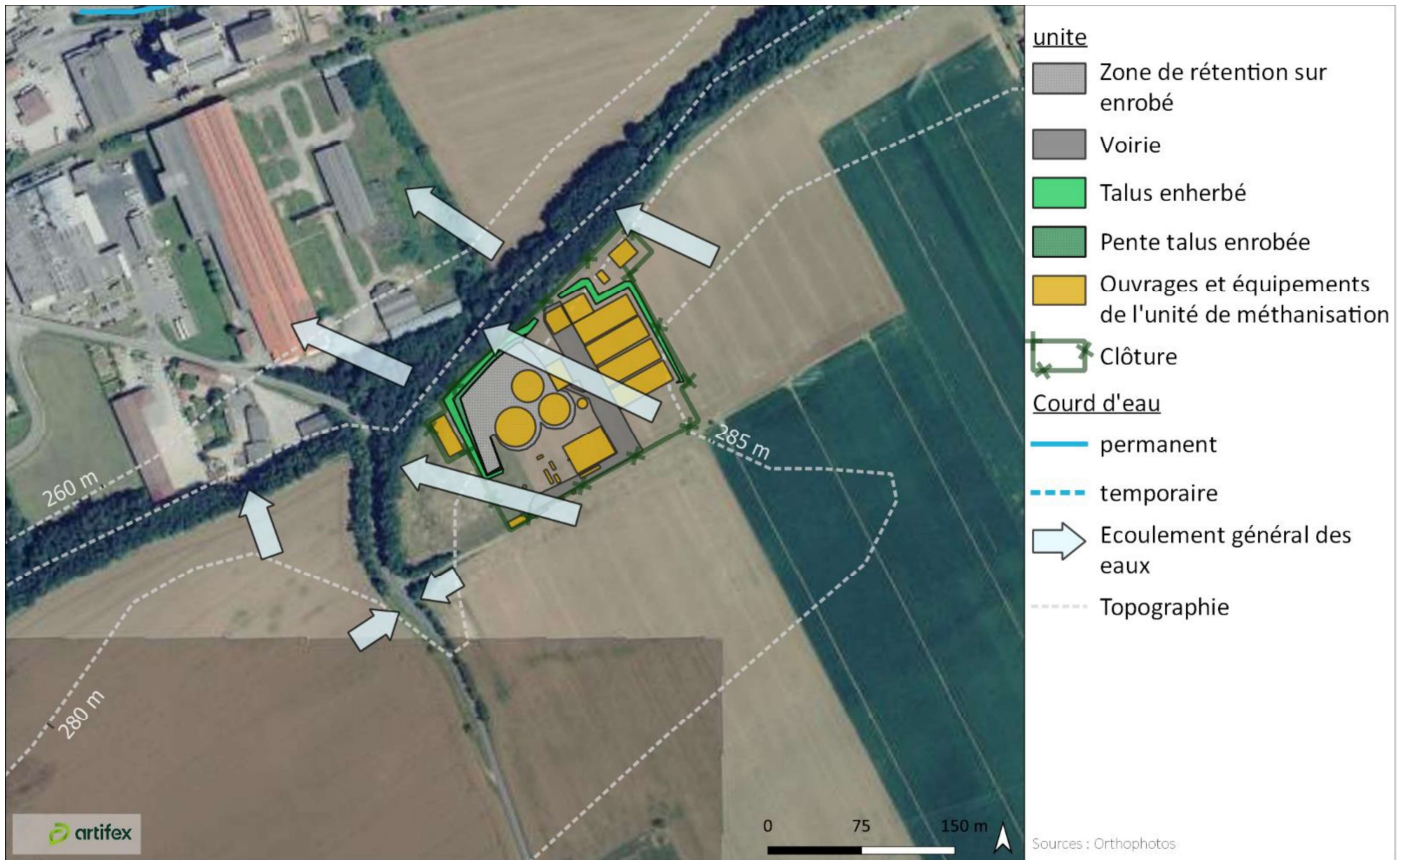 unite
Zone de rétention sur
enrobé
Voirie
Talus enherbé
Pente talus enrobée
Ouvrages et équipements
de l'unité de méthanisation
Clôture
Courd d'eau
permanent
temporaire
Ecoulement général des
eaux
Topographie
285 m
260 m
280 m
artifex
0 75 150 m
Sources : Orthophotos